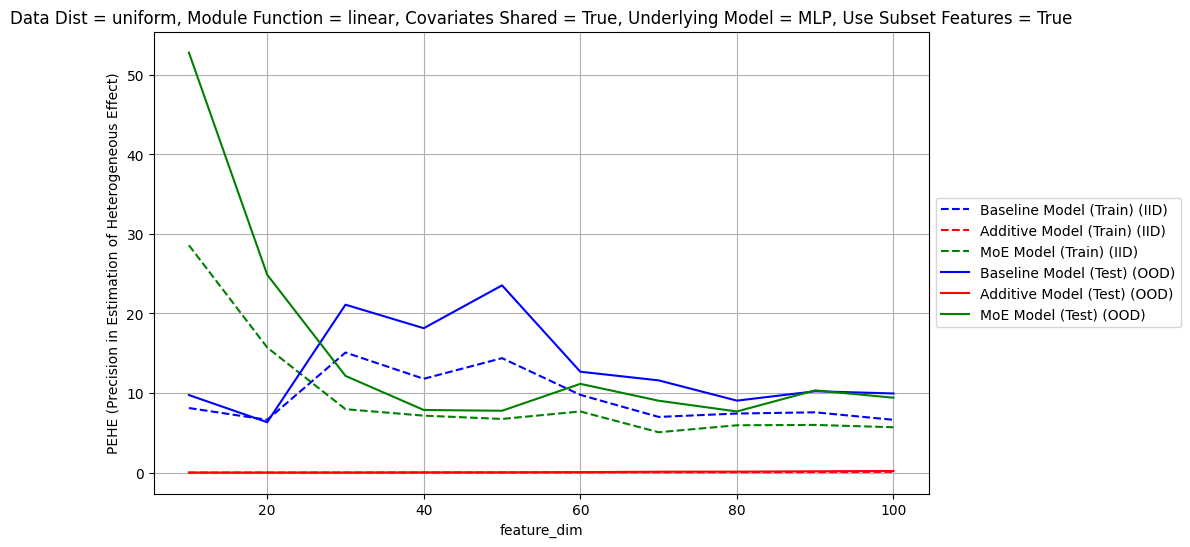 Data Dist = uniform, Module Function = linear, Covariates Shared = True, Underlying Model = MLP, Use Subset Features = True
PEHE (Precision in Estimation of Heterogeneous Effect)
50
40
30
20
10
0
20
40
60
80
100
feature_dim
Baseline Model (Train) (IID)
Additive Model (Train) (IID)
MoE Model (Train) (IID)
Baseline Model (Test) (OOD)
Additive Model (Test) (OOD)
MoE Model (Test) (OOD)